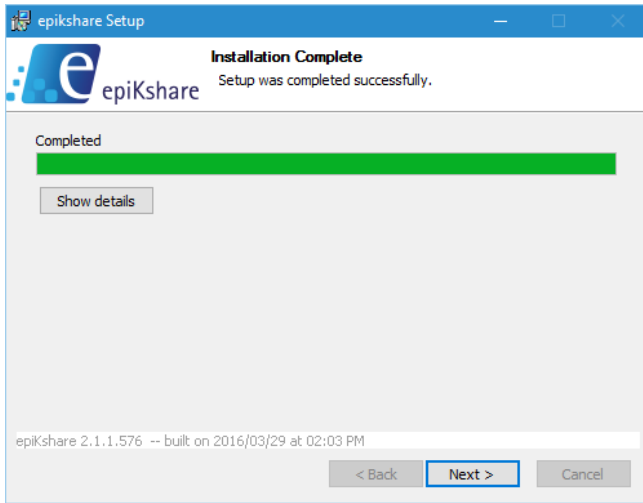 epikshare Setup
e
epiKshare
Installation Complete
Setup was completed successfully.
Completed
Show details
epiKshare 2.1.1.576 -- built on 2016/03/29 at 02:03 PM
< Back
Next >
Cancel